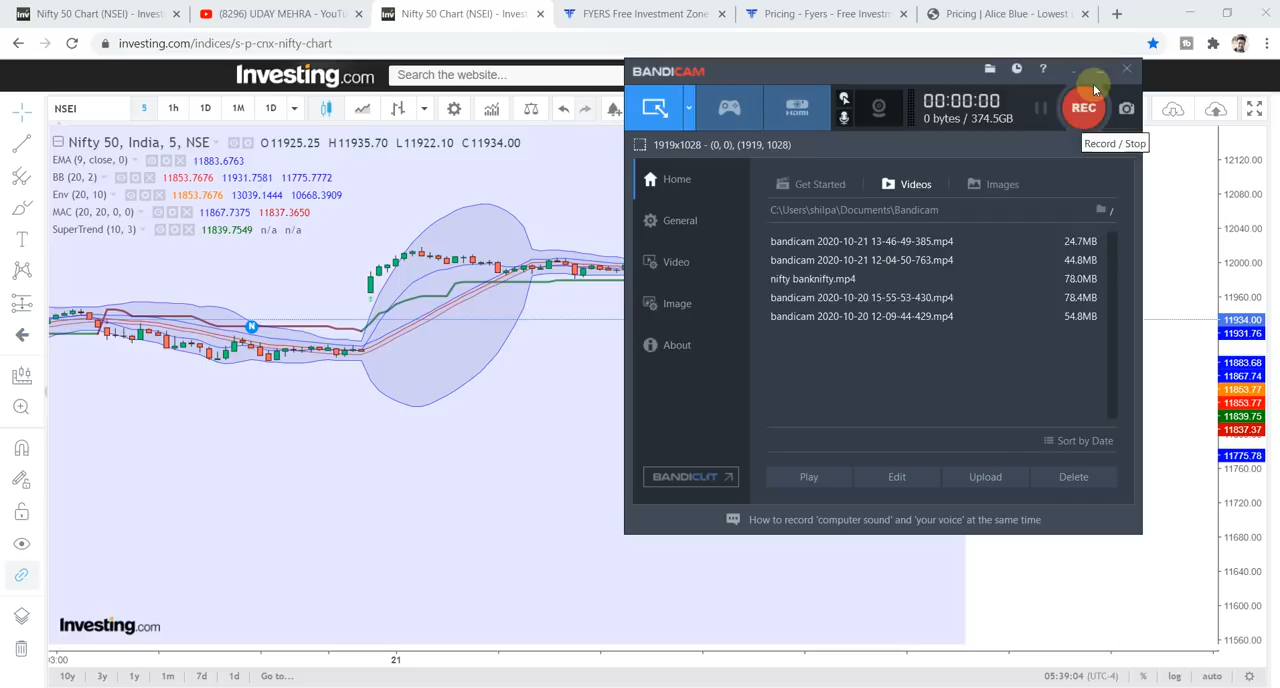 Nifty 50 Chart (NSEI) - Invest
(8296) UDAY MEHRA - YouTu
Nifty 50 Chart (NSEI) - Invest
FYERS Free Investment Zone
Pricing - Fyers - Free Investm
Pricing | Alice Blue - Lowest
investing.com/indices/s-p-cnx-nifty-chart
Investing.com
Search the website...
NSEI
5
1h
1D
1M
1D
Nifty 50, India, 5, NSE
O11925.25 H11935.70 L11922.10 C11934.00
EMA (9, close, 0) 11883.6763
BB (20, 2) 11853.7676 11931.7581 11775.7772
Env (20, 10) 11853.7676 13039.1444 10668.3909
MAC (20, 20, 0, 0) 11867.7375 11837.3650
SuperTrend (10, 3) 11839.7549 n/a n/a
N
BANDICAM
?
HDMI
00:00:00
0 bytes / 374.5GB
REC
Record / Stop
1919x1028 - (0, 0), (1919, 1028)
Home
General
Video
Image
About
Get Started
Videos
Images
C:\Users\shilpa\Documents\Bandicam
/
bandicam 2020-10-21 13-46-49-385.mp4 24.7MB
bandicam 2020-10-21 12-04-50-763.mp4 44.8MB
nifty banknifty.mp4 78.0MB
bandicam 2020-10-20 15-55-53-430.mp4 78.4MB
bandicam 2020-10-20 12-09-44-429.mp4 54.8MB
Sort by Date
BANDICUT
Play
Edit
Upload
Delete
How to record 'computer sound' and 'your voice' at the same time
12120.00
12080.00
12040.00
12000.00
11960.00
11934.00
11931.76
11883.68
11867.74
11853.77
11853.77
11839.75
11837.37
11775.78
11760.00
11720.00
11680.00
11640.00
11600.00
11560.00
Investing.com
21
10y
3y
1y
1m
7d
1d
Go to...
05:39:04 (UTC-4)
%
log
auto